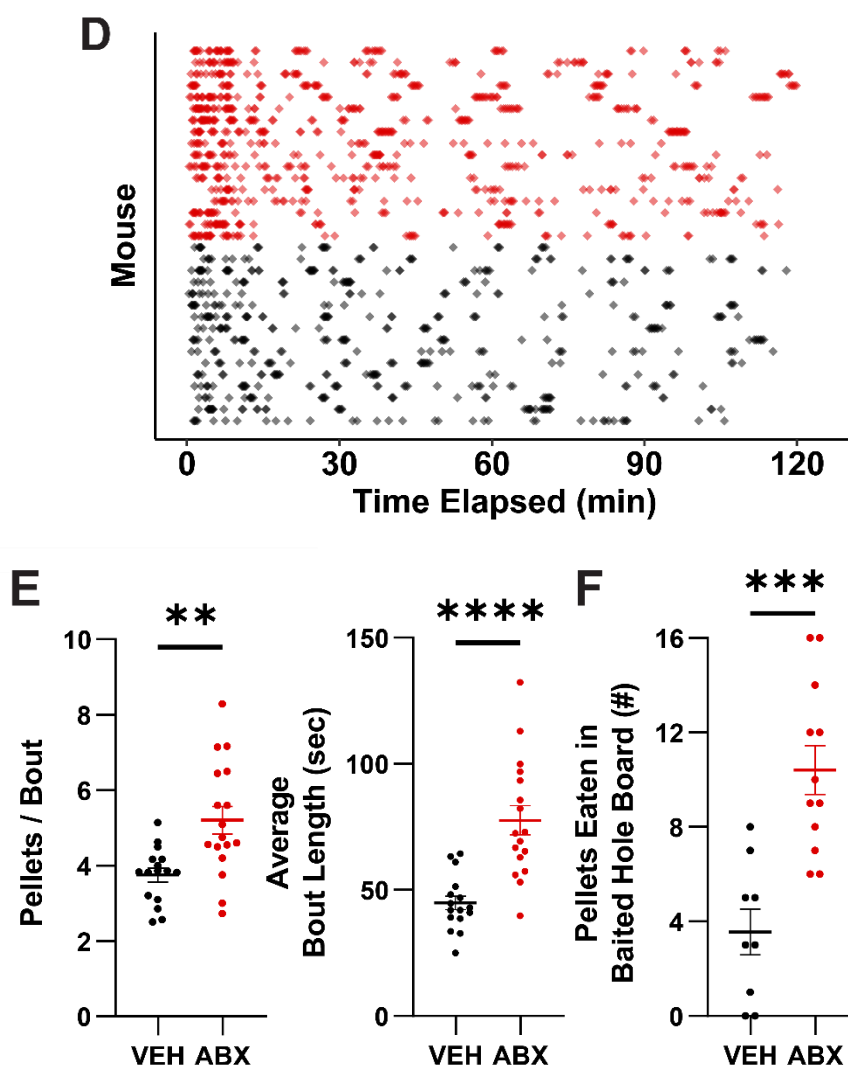 D
Mouse
0 30 60 90 120
Time Elapsed (min)
E
**
10
8
6
4
2
0
Pellets / Bout
VEH ABX
****
150
100
50
0
Average
Bout Length (sec)
VEH ABX
F
***
16
12
8
4
0
Pellets Eaten in
Baited Hole Board (#)
VEH ABX